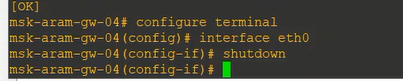 [OK]
msk-aram-gw-04# configure terminal
msk-aram-gw-04(config)# interface eth0
msk-aram-gw-04(config-if)# shutdown
msk-aram-gw-04(config-if)#